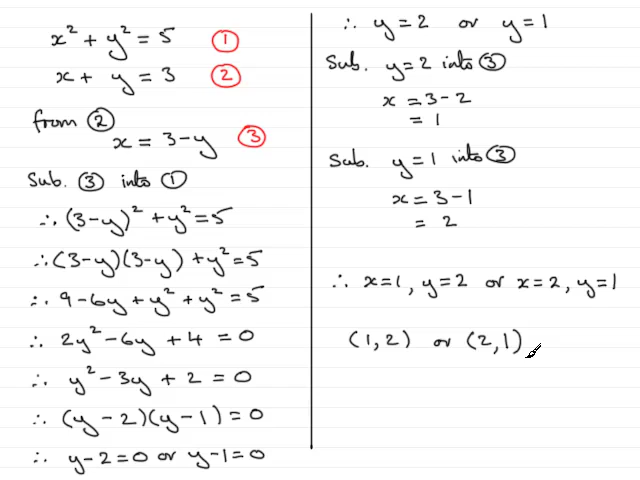 x² + y² = 5 ①
x + y = 3 ②
from ②
x = 3 - y ③
Sub. ③ into ①
∴ (3-y)² + y² = 5
∴ (3-y)(3-y) + y² = 5
∴ 9 - 6y + y² + y² = 5
∴ 2y² - 6y + 4 = 0
∴ y² - 3y + 2 = 0
∴ (y - 2)(y - 1) = 0
∴ y - 2 = 0 or y - 1 = 0
∴ y = 2 or y = 1
Sub. y = 2 into ③
x = 3 - 2
= 1
Sub. y = 1 into ③
x = 3 - 1
= 2
∴ x = 1, y = 2 or x = 2, y = 1
(1, 2) or (2, 1)